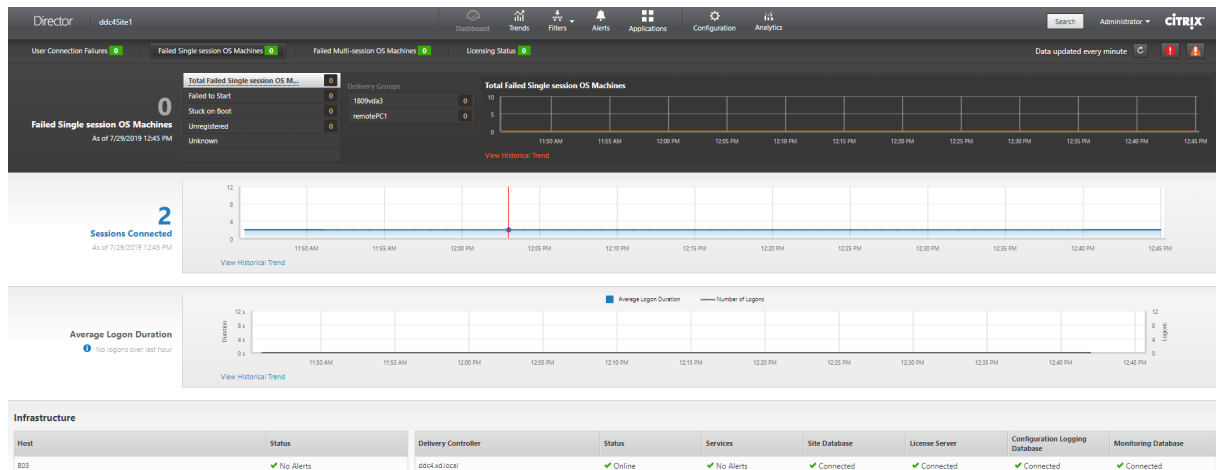 Director ddc4Site1 Dashboard Trends Filters Alerts Applications Configuration Analytics Search Administrator CITRIX
User Connection Failures 0 Failed Single session OS Machines 0 Failed Multi-session OS Machines 0 Licensing Status 0 Data updated every minute
0
Failed Single session OS Machines
As of 7/29/2019 12:45 PM
Total Failed Single session OS M... 0
Failed to Start 0
Stuck on Boot 0
Unregistered 0
Unknown
Delivery Groups
1809vda3 0
remotePC1 0
Total Failed Single session OS Machines
10
5
0
11:50 AM 11:55 AM 12:00 PM 12:05 PM 12:10 PM 12:15 PM 12:20 PM 12:25 PM 12:30 PM 12:35 PM 12:40 PM 12:45 PM
View Historical Trend
2
Sessions Connected
As of 7/29/2019 12:45 PM
12
8
4
0
11:50 AM 11:55 AM 12:00 PM 12:05 PM 12:10 PM 12:15 PM 12:20 PM 12:25 PM 12:30 PM 12:35 PM 12:40 PM 12:45 PM
View Historical Trend
Average Logon Duration
No logons over last hour
Average Logon Duration Number of Logons
Duration
12 s
8 s
4 s
0 s
12
8
4
0
Logons
11:50 AM 11:55 AM 12:00 PM 12:05 PM 12:10 PM 12:15 PM 12:20 PM 12:25 PM 12:30 PM 12:35 PM 12:40 PM 12:45 PM
View Historical Trend
Infrastructure
Host Status
B03 No Alerts
Delivery Controller Status Services Site Database License Server Configuration Logging Database Monitoring Database
ddc4.xd.local Online No Alerts Connected Connected Connected Connected